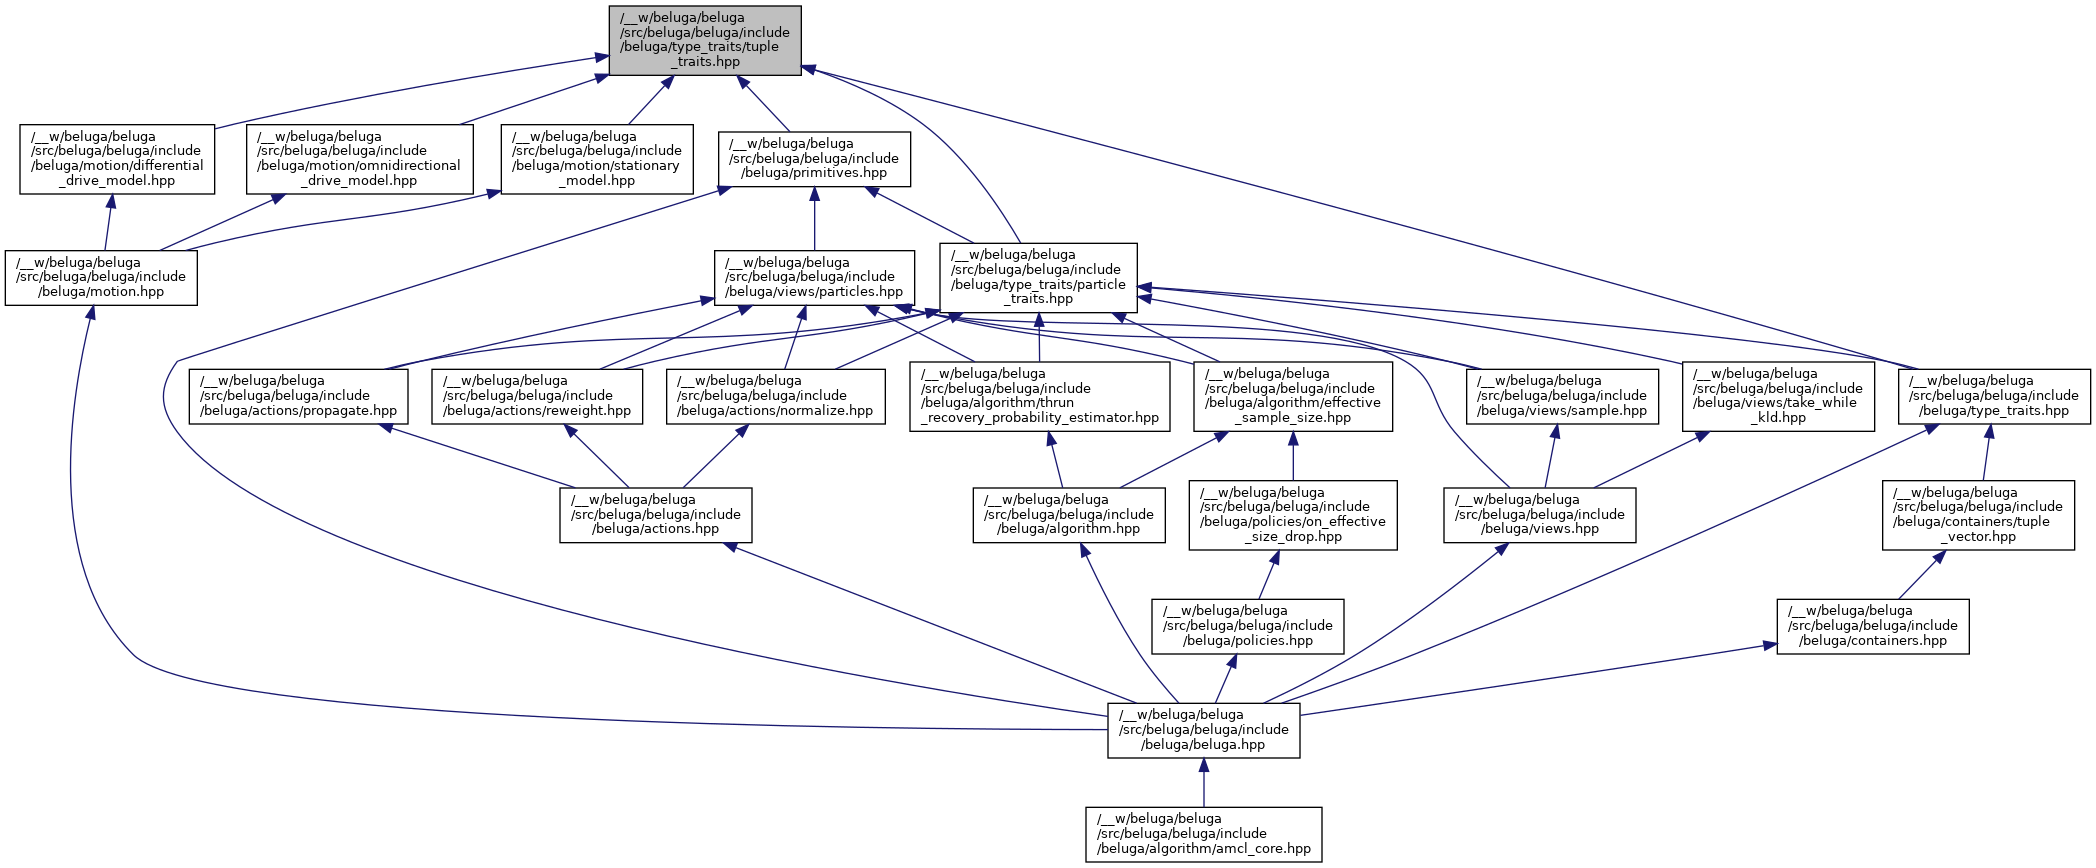 /__w/beluga/beluga
/src/beluga/beluga/include
/beluga/type_traits/tuple
_traits.hpp
/__w/beluga/beluga
/src/beluga/beluga/include
/beluga/motion/differential
_drive_model.hpp
/__w/beluga/beluga
/src/beluga/beluga/include
/beluga/motion/omnidirectional
_drive_model.hpp
/__w/beluga/beluga
/src/beluga/beluga/include
/beluga/motion/stationary
_model.hpp
/__w/beluga/beluga
/src/beluga/beluga/include
/beluga/primitives.hpp
/__w/beluga/beluga
/src/beluga/beluga/include
/beluga/motion.hpp
/__w/beluga/beluga
/src/beluga/beluga/include
/beluga/views/particles.hpp
/__w/beluga/beluga
/src/beluga/beluga/include
/beluga/type_traits/particle
_traits.hpp
/__w/beluga/beluga
/src/beluga/beluga/include
/beluga/actions/propagate.hpp
/__w/beluga/beluga
/src/beluga/beluga/include
/beluga/actions/reweight.hpp
/__w/beluga/beluga
/src/beluga/beluga/include
/beluga/actions/normalize.hpp
/__w/beluga/beluga
/src/beluga/beluga/include
/beluga/algorithm/thrun
_recovery_probability_estimator.hpp
/__w/beluga/beluga
/src/beluga/beluga/include
/beluga/algorithm/effective
_sample_size.hpp
/__w/beluga/beluga
/src/beluga/beluga/include
/beluga/views/sample.hpp
/__w/beluga/beluga
/src/beluga/beluga/include
/beluga/views/take_while
_kld.hpp
/__w/beluga/beluga
/src/beluga/beluga/include
/beluga/type_traits.hpp
/__w/beluga/beluga
/src/beluga/beluga/include
/beluga/actions.hpp
/__w/beluga/beluga
/src/beluga/beluga/include
/beluga/algorithm.hpp
/__w/beluga/beluga
/src/beluga/beluga/include
/beluga/policies/on_effective
_size_drop.hpp
/__w/beluga/beluga
/src/beluga/beluga/include
/beluga/views.hpp
/__w/beluga/beluga
/src/beluga/beluga/include
/beluga/containers/tuple
_vector.hpp
/__w/beluga/beluga
/src/beluga/beluga/include
/beluga/policies.hpp
/__w/beluga/beluga
/src/beluga/beluga/include
/beluga/containers.hpp
/__w/beluga/beluga
/src/beluga/beluga/include
/beluga/beluga.hpp
/__w/beluga/beluga
/src/beluga/beluga/include
/beluga/algorithm/amcl_core.hpp